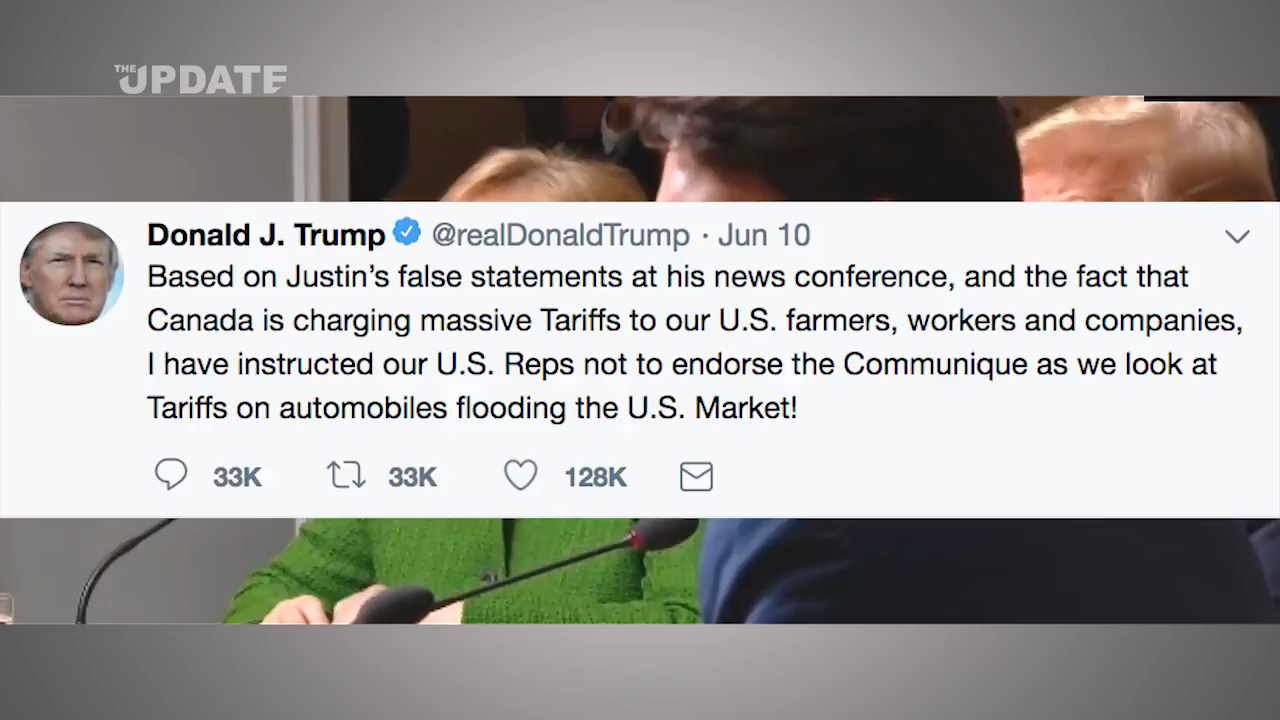 THE UPDATE
Donald J. Trump @realDonaldTrump · Jun 10
Based on Justin’s false statements at his news conference, and the fact that
Canada is charging massive Tariffs to our U.S. farmers, workers and companies,
I have instructed our U.S. Reps not to endorse the Communique as we look at
Tariffs on automobiles flooding the U.S. Market!
33K 33K 128K